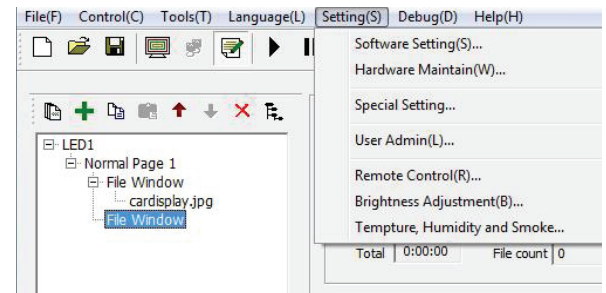 File(F) Control(C) Tools(T) Language(L) Setting(S) Debug(D) Help(H)
Software Setting(S)...
Hardware Maintain(W)...
Special Setting...
User Admin(L)...
Remote Control(R)...
Brightness Adjustment(B)...
Tempture, Humidity and Smoke...
LED1
Normal Page 1
File Window
cardisplay.jpg
File Window
Total 0:00:00 File count 0